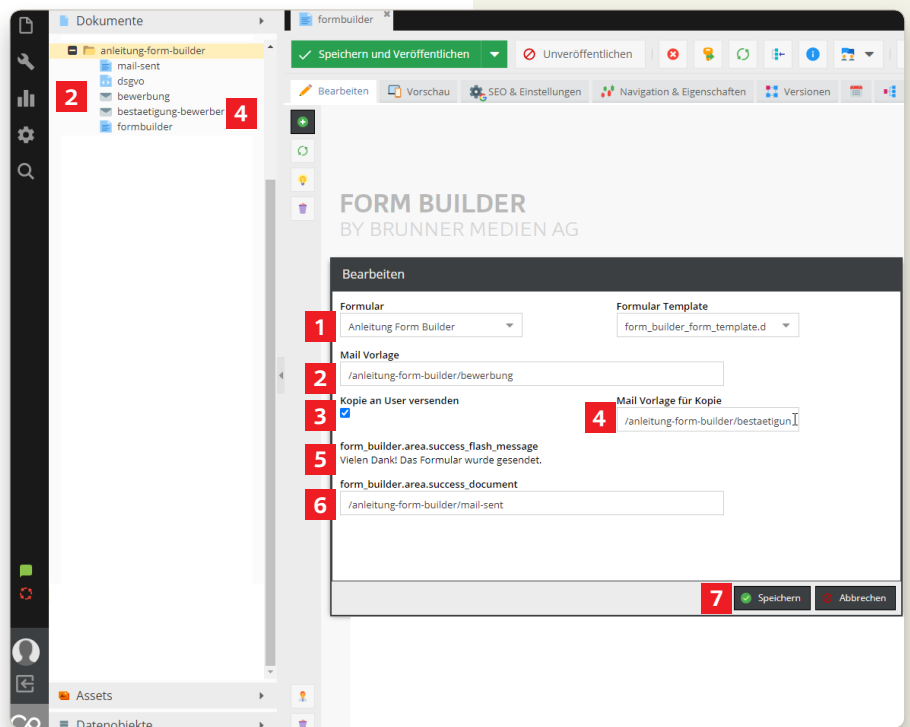 Dokumente
formbuilder
Speichern und Veröffentlichen
Unveröffentlichen
anleitung-form-builder
mail-sent
dsgvo
2
bewerbung
bestaetigung-bewerber
4
formbuilder
Bearbeiten
Vorschau
SEO & Einstellungen
Navigation & Eigenschaften
Versionen
FORM BUILDER
BY BRUNNER MEDIEN AG
Bearbeiten
Formular
Formular Template
1
Anleitung Form Builder
form_builder_form_template.d
Mail Vorlage
2
/anleitung-form-builder/bewerbung
Kopie an User versenden
Mail Vorlage für Kopie
3
4
/anleitung-form-builder/bestaetigun
form_builder.area.success_flash_message
5
Vielen Dank! Das Formular wurde gesendet.
form_builder.area.success_document
6
/anleitung-form-builder/mail-sent
7
Speichern
Abbrechen
Assets
Datenobjekte